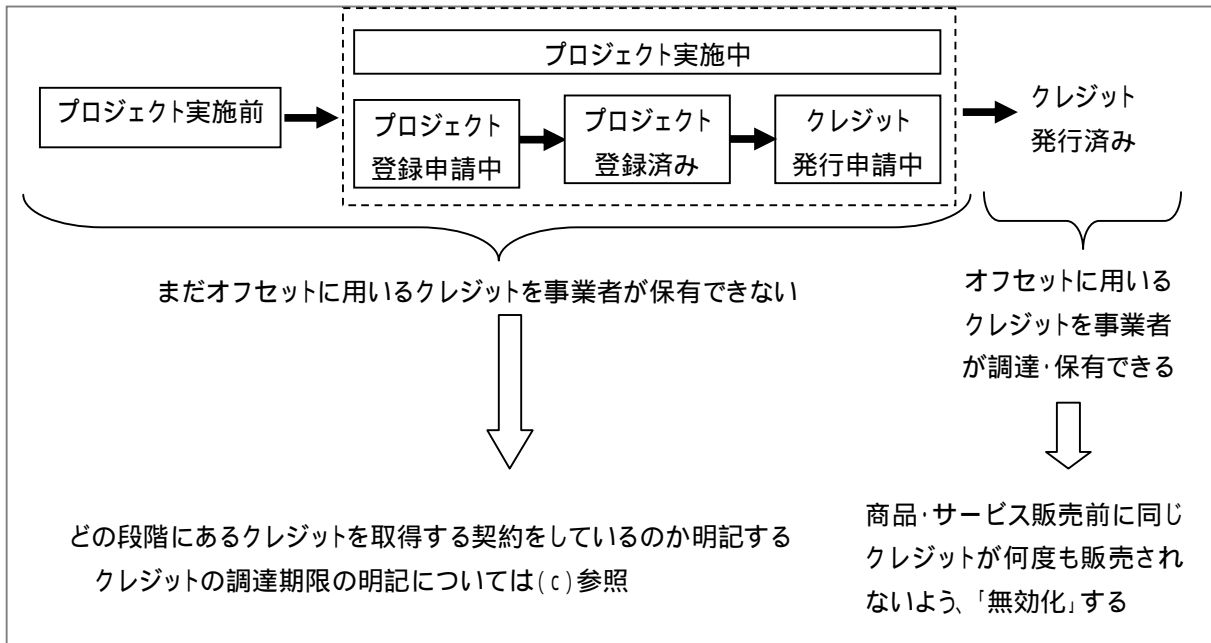 プロジェクト実施中
プロジェクト実施前
プロジェクト
登録申請中
プロジェクト
登録済み
クレジット
発行申請中
クレジット
発行済み
まだオフセットに用いるクレジットを事業者が保有できない
オフセットに用いる
クレジットを事業者
が調達・保有できる
どの段階にあるクレジットを取得する契約をしているのか明記する
クレジットの調達期限の明記については(c)参照
商品・サービス販売前に同じ
クレジットが何度も販売され
ないよう、「無効化」する